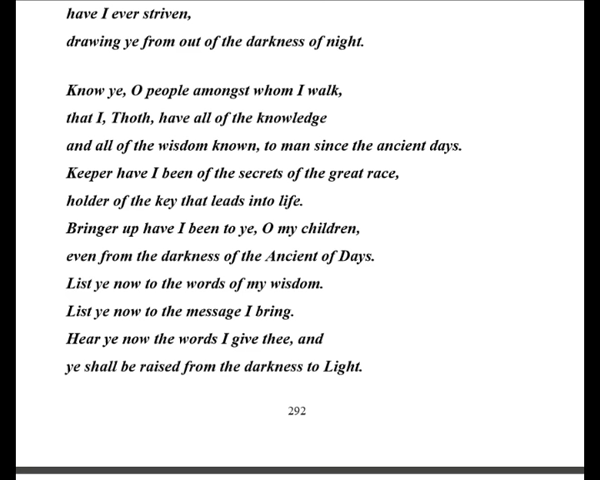 have I ever striven,
drawing ye from out of the darkness of night.
Know ye, O people amongst whom I walk,
that I, Thoth, have all of the knowledge
and all of the wisdom known, to man since the ancient days.
Keeper have I been of the secrets of the great race,
holder of the key that leads into life.
Bringer up have I been to ye, O my children,
even from the darkness of the Ancient of Days.
List ye now to the words of my wisdom.
List ye now to the message I bring.
Hear ye now the words I give thee, and
ye shall be raised from the darkness to Light.
292